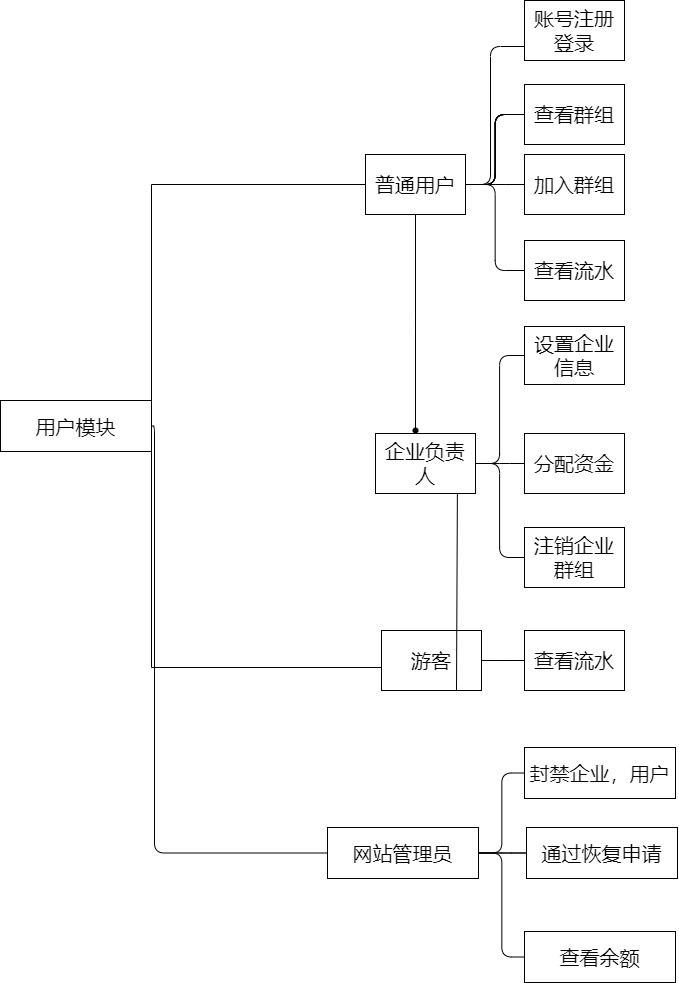 账号注册
登录
查看群组
普通用户
加入群组
查看流水
设置企业
信息
用户模块
企业负责
人
分配资金
注销企业
群组
游客
查看流水
封禁企业，用户
网站管理员
通过恢复申请
查看余额